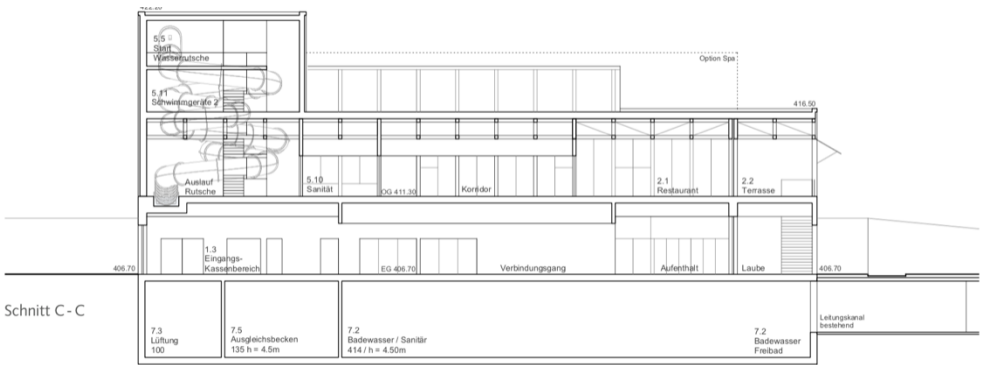 422.20
5.5
Start
Wasserrutsche
Option Spa
5.11
Schwimmgeräte 2
416.50
Auslauf
Rutsche
5.10
Sanität
OG 411.30
Korridor
2.1
Restaurant
2.2
Terrasse
1.3
Eingangs-
Kassenbereich
406.70
EG 406.70
Verbindungsgang
Aufenthalt
Laube
406.70
Schnitt C - C
7.3
Lüftung
100
7.5
Ausgleichsbecken
135 h = 4.5m
7.2
Badewasser / Sanitär
414 / h = 4.50m
7.2
Badewasser
Freibad
Leitungskanal
bestehend